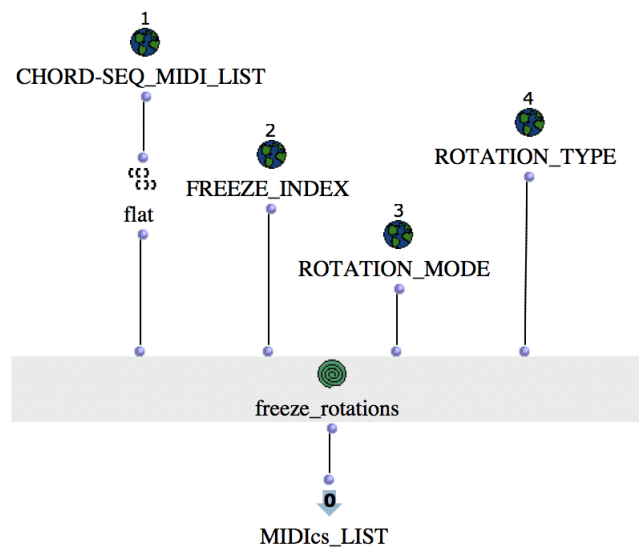 1
CHORD-SEQ_MIDI_LIST
2
FREEZE_INDEX
3
ROTATION_MODE
4
ROTATION_TYPE
flat
freeze_rotations
0
MIDIcs_LIST